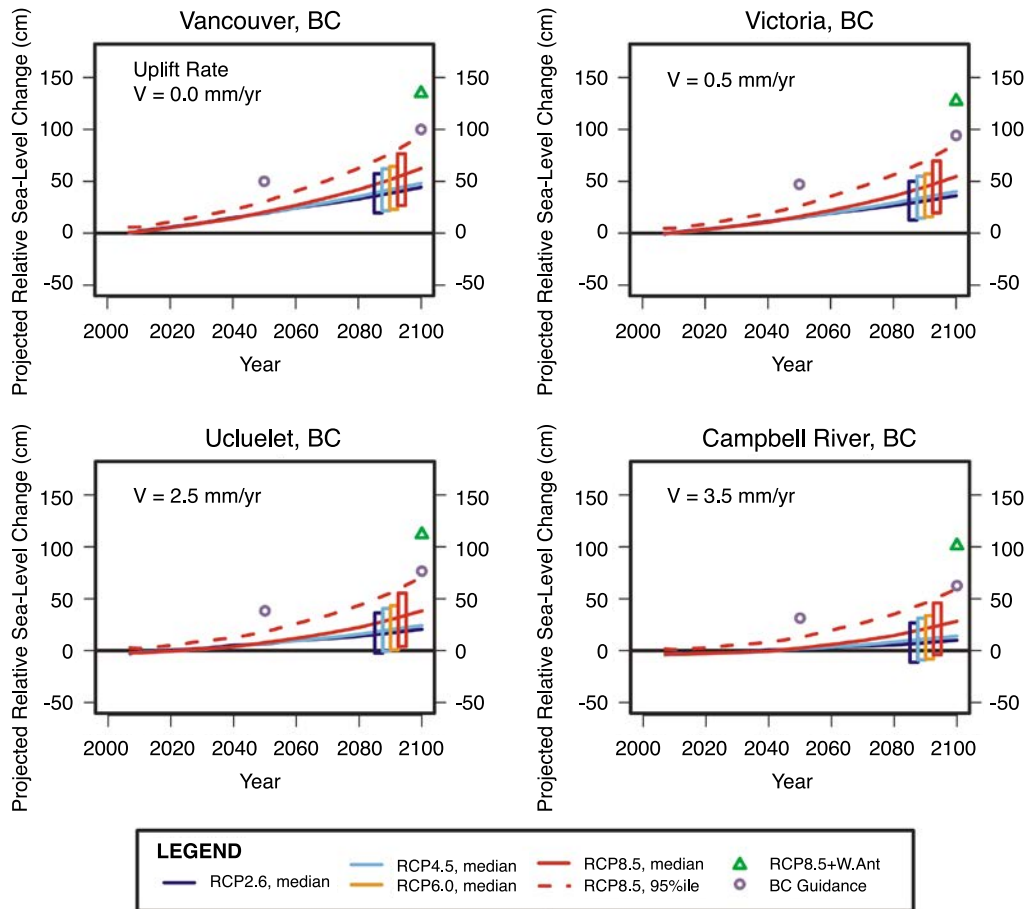 Vancouver, BC
Projected Relative Sea-Level Change (cm)
Uplift Rate
V = 0.0 mm/yr
150
100
50
0
-50
150
100
50
0
-50
2000 2020 2040 2060 2080 2100
Year
Victoria, BC
Projected Relative Sea-Level Change (cm)
V = 0.5 mm/yr
150
100
50
0
-50
150
100
50
0
-50
2000 2020 2040 2060 2080 2100
Year
Ucluelet, BC
Projected Relative Sea-Level Change (cm)
V = 2.5 mm/yr
150
100
50
0
-50
150
100
50
0
-50
2000 2020 2040 2060 2080 2100
Year
Campbell River, BC
Projected Relative Sea-Level Change (cm)
V = 3.5 mm/yr
150
100
50
0
-50
150
100
50
0
-50
2000 2020 2040 2060 2080 2100
Year
LEGEND
RCP2.6, median
RCP4.5, median
RCP6.0, median
RCP8.5, median
RCP8.5, 95%ile
RCP8.5+W.Ant
BC Guidance